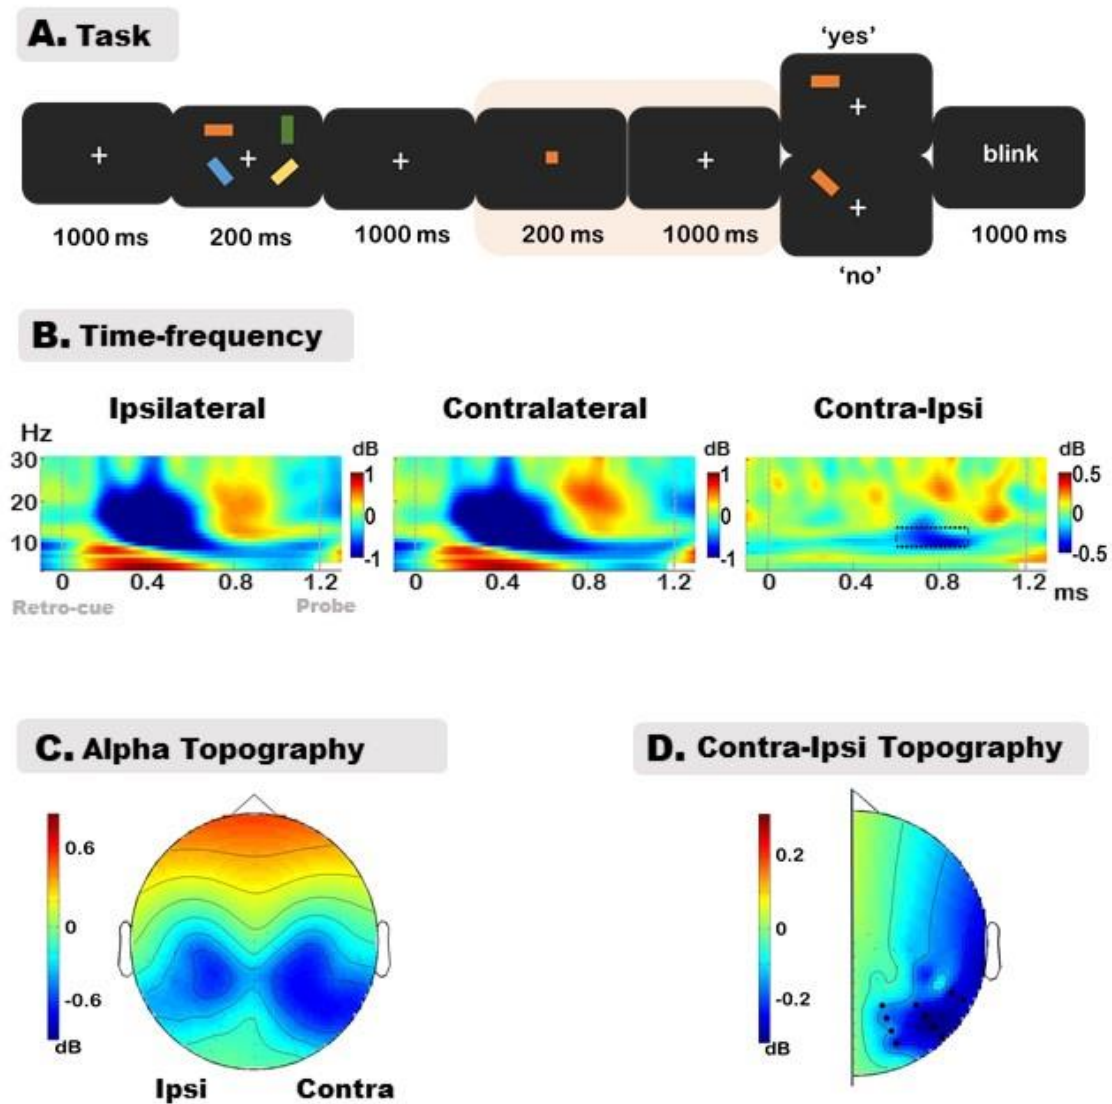 A. Task
'yes'
+
+
+
+
+
+
blink
1000 ms
200 ms
1000 ms
200 ms
1000 ms
1000 ms
'no'
B. Time-frequency
Ipsilateral
Contralateral
Contra-Ipsi
Hz
dB
dB
dB
30
20
10
1
0
-1
1
0
-1
0.5
0
-0.5
0 0.4 0.8 1.2
0 0.4 0.8 1.2
0 0.4 0.8 1.2
ms
Retro-cue
Probe
C. Alpha Topography
D. Contra-Ipsi Topography
0.6
0
-0.6
dB
Ipsi
Contra
0.2
0
-0.2
dB